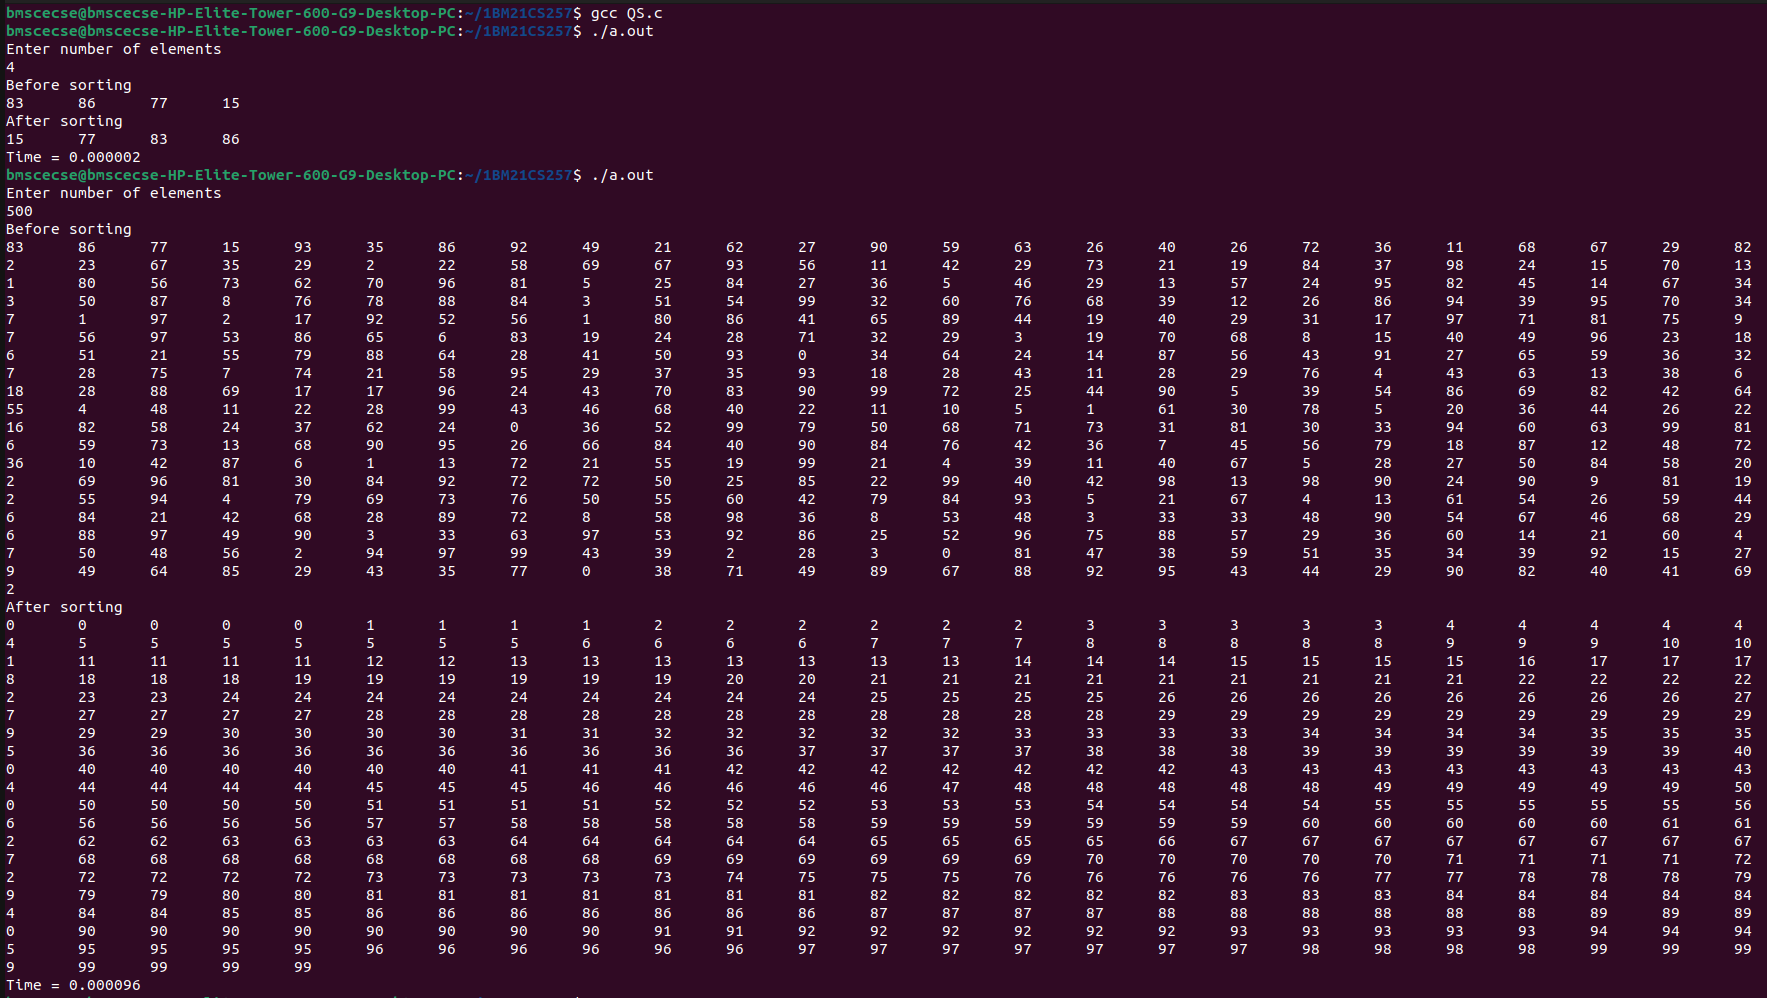 bmscecse@bmscecse-HP-Elite-Tower-600-G9-Desktop-PC:~/1BM21CS257$ gcc QS.c
bmscecse@bmscecse-HP-Elite-Tower-600-G9-Desktop-PC:~/1BM21CS257$ ./a.out
Enter number of elements
4
Before sorting
83 86 77 15
After sorting
15 77 83 86
Time = 0.000002
bmscecse@bmscecse-HP-Elite-Tower-600-G9-Desktop-PC:~/1BM21CS257$ ./a.out
Enter number of elements
500
Before sorting
83 86 77 15 93 35 86 92 49 21 62 27 90 59 63 26 40 26 72 36 11 68 67 29 82
2 23 67 35 29 2 22 58 69 67 93 56 11 42 29 73 21 19 84 37 98 24 15 70 13
1 80 56 73 62 70 96 81 5 25 84 27 36 5 46 29 13 57 24 95 82 45 14 67 34
3 50 87 8 76 78 88 84 3 51 54 99 32 60 76 68 39 12 26 86 94 39 95 70 34
7 1 97 2 17 92 52 56 1 80 86 41 65 89 44 19 40 29 31 17 97 71 81 75 9
7 56 97 53 86 65 6 83 19 24 28 71 32 29 3 19 70 68 8 15 40 49 96 23 18
6 51 21 55 79 88 64 28 41 50 93 0 34 64 24 14 87 56 43 91 27 65 59 36 32
7 28 75 7 74 21 58 95 29 37 35 93 18 28 43 11 28 29 76 4 43 63 13 38 6
18 28 88 69 17 17 96 24 43 70 83 90 99 72 25 44 90 5 39 54 86 69 82 42 64
55 4 48 11 22 28 99 43 46 68 40 22 11 10 5 1 61 30 78 5 20 36 44 26 22
16 82 58 24 37 62 24 0 36 52 99 79 50 68 71 73 31 81 30 33 94 60 63 99 81
6 59 73 13 68 90 95 26 66 84 40 90 84 76 42 36 7 45 56 79 18 87 12 48 72
36 10 42 87 6 1 13 72 21 55 19 99 21 4 39 11 40 67 5 28 27 50 84 58 20
2 69 96 81 30 84 92 72 72 50 25 85 22 99 40 42 98 13 98 90 24 90 9 81 19
2 55 94 4 79 69 73 76 50 55 60 42 79 84 93 5 21 67 4 13 61 54 26 59 44
6 84 21 42 68 28 89 72 8 58 98 36 8 53 48 3 33 33 48 90 54 67 46 68 29
6 88 97 49 90 3 33 63 97 53 92 86 25 52 96 75 88 57 29 36 60 14 21 60 4
7 50 48 56 2 94 97 99 43 39 2 28 3 0 81 47 38 59 51 35 34 39 92 15 27
9 49 64 85 29 43 35 77 0 38 71 49 89 67 88 92 95 43 44 29 90 82 40 41 69
2
After sorting
0 0 0 0 0 1 1 1 1 2 2 2 2 2 2 3 3 3 3 3 4 4 4 4 4
4 5 5 5 5 5 5 5 6 6 6 6 7 7 7 8 8 8 8 8 9 9 9 10 10
1 11 11 11 11 12 12 13 13 13 13 13 13 13 14 14 14 15 15 15 15 16 17 17 17
8 18 18 18 19 19 19 19 19 19 20 20 21 21 21 21 21 21 21 21 21 22 22 22 22
2 23 23 24 24 24 24 24 24 24 24 24 25 25 25 25 26 26 26 26 26 26 26 26 27
7 27 27 27 27 28 28 28 28 28 28 28 28 28 28 28 29 29 29 29 29 29 29 29 29
9 29 29 30 30 30 30 31 31 32 32 32 32 32 33 33 33 33 34 34 34 34 35 35 35
5 36 36 36 36 36 36 36 36 36 36 37 37 37 37 38 38 38 39 39 39 39 39 39 40
0 40 40 40 40 40 40 41 41 41 42 42 42 42 42 42 42 43 43 43 43 43 43 43 43
4 44 44 44 44 45 45 45 46 46 46 46 46 47 48 48 48 48 48 49 49 49 49 49 50
0 50 50 50 50 51 51 51 51 52 52 52 53 53 53 54 54 54 54 55 55 55 55 55 56
6 56 56 56 56 57 57 58 58 58 58 58 59 59 59 59 59 59 60 60 60 60 60 61 61
2 62 62 63 63 63 63 64 64 64 64 64 65 65 65 65 66 67 67 67 67 67 67 67 67
7 68 68 68 68 68 68 68 68 69 69 69 69 69 69 70 70 70 70 70 71 71 71 71 72
2 72 72 72 72 73 73 73 73 73 74 75 75 75 76 76 76 76 76 77 77 78 78 78 79
9 79 79 80 80 81 81 81 81 81 81 81 82 82 82 82 82 83 83 83 84 84 84 84 84
4 84 84 85 85 86 86 86 86 86 86 86 87 87 87 87 88 88 88 88 88 88 89 89 89
0 90 90 90 90 90 90 90 90 91 91 92 92 92 92 92 92 93 93 93 93 93 94 94 94
5 95 95 95 95 96 96 96 96 96 96 97 97 97 97 97 97 97 98 98 98 98 99 99 99
9 99 99 99 99
Time = 0.000096